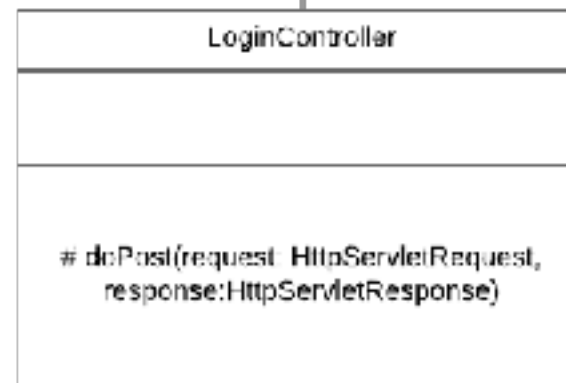 LoginController
# doPost(request: HttpServletRequest,
response:HttpServletResponse)